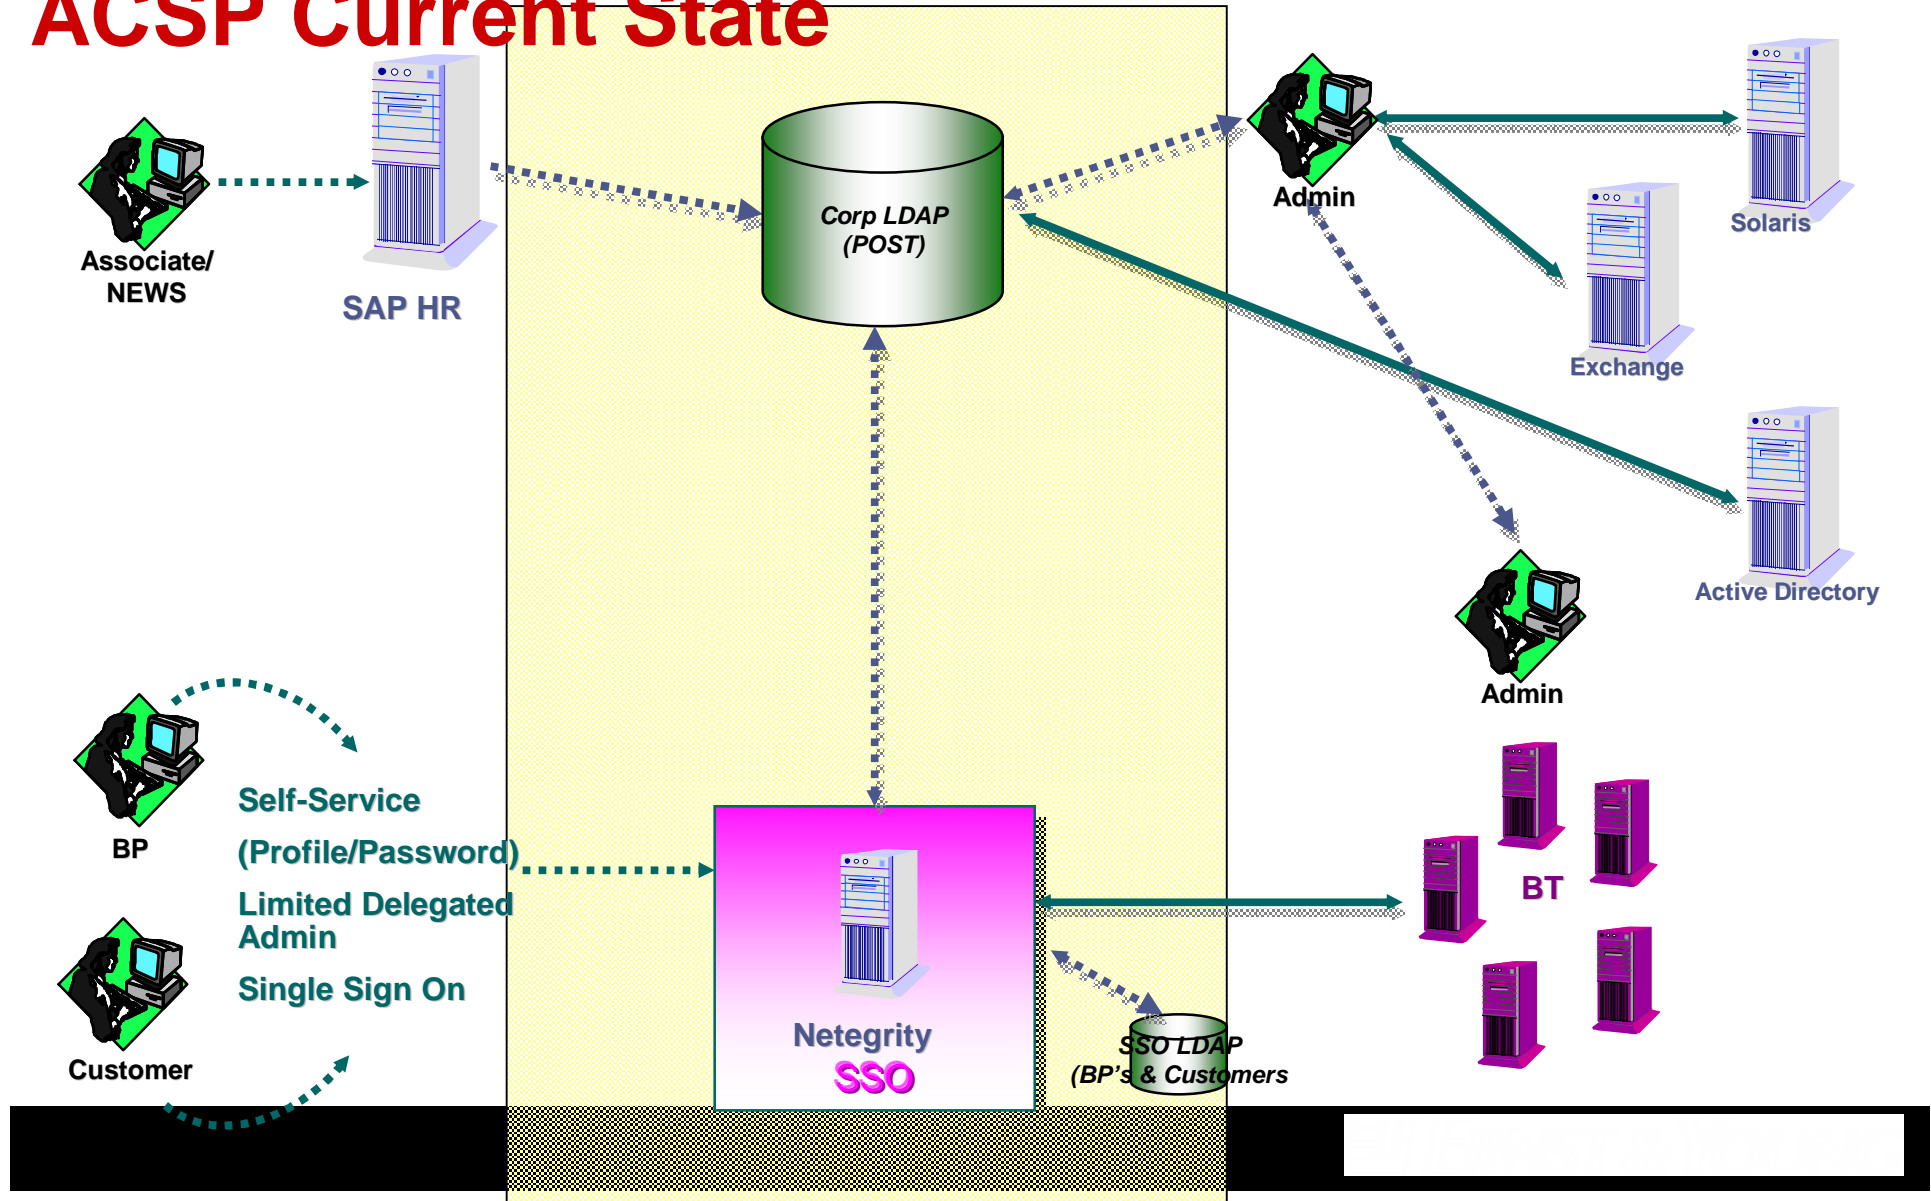 ACSP Current State
Associate/
NEWS
SAP HR
Corp LDAP
(POST)
Admin
Solaris
Exchange
Active Directory
Admin
BP
Customer
Self-Service
(Profile/Password)
Limited Delegated
Admin
Single Sign On
Netegrity
SSO
SSO LDAP
(BP's & Customers
BT